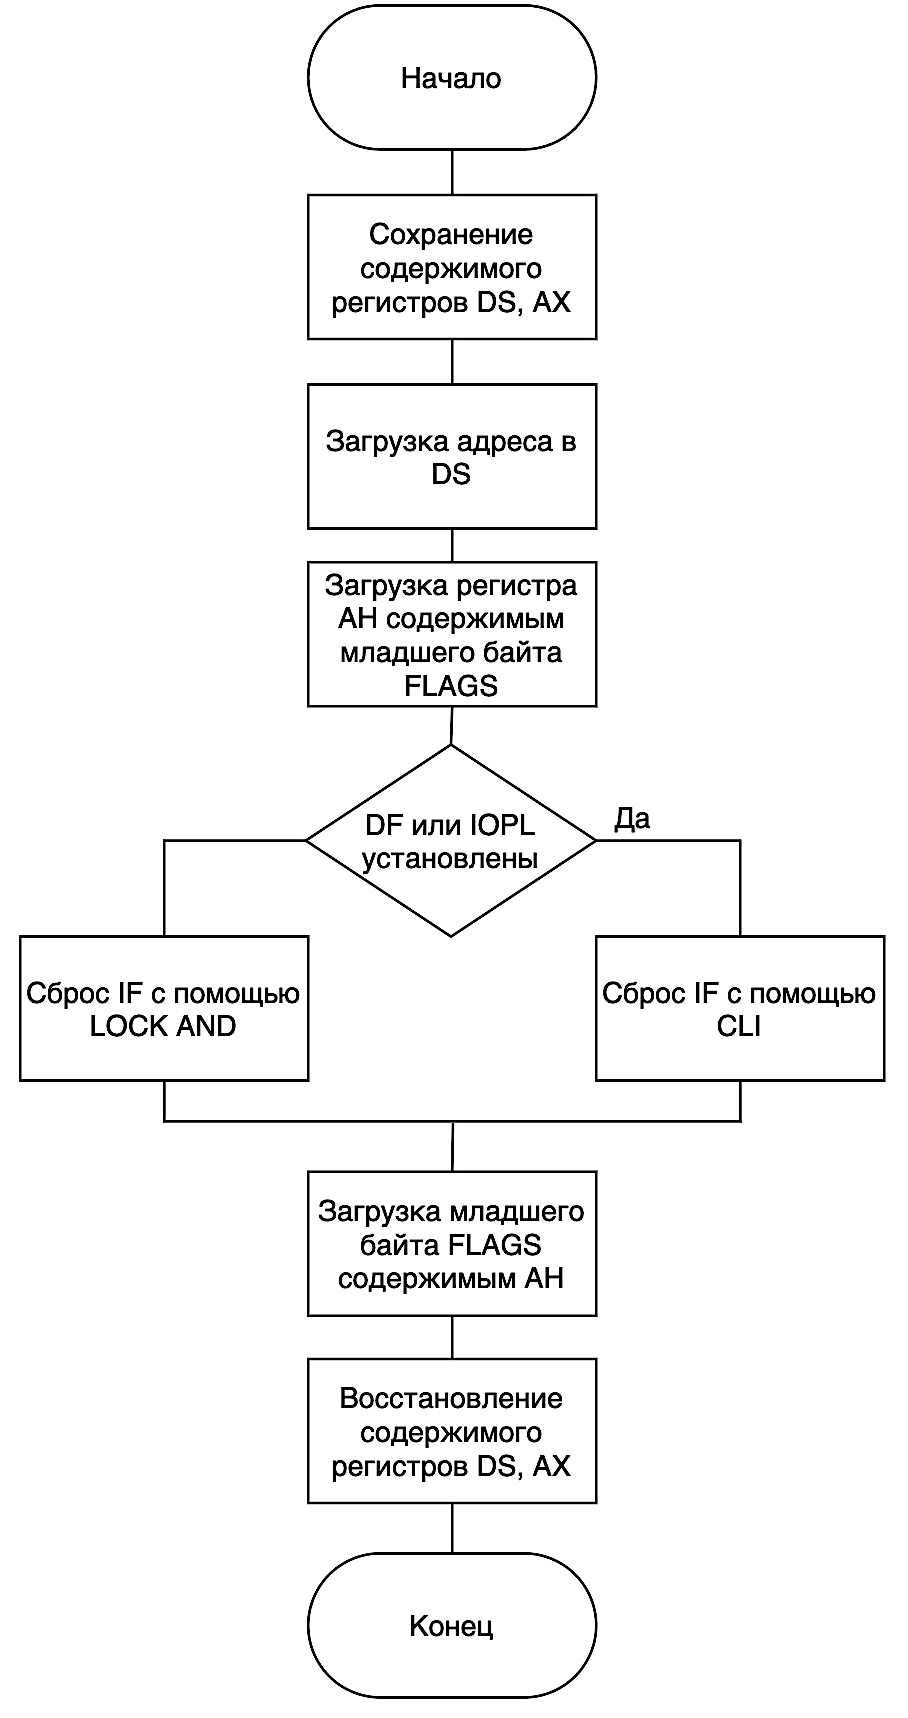 Начало
Сохранение
содержимого
регистров DS, AX
Загрузка адреса в
DS
Загрузка регистра
AH содержимым
младшего байта
FLAGS
DF или IOPL
установлены
Да
Сброс IF с помощью
LOCK AND
Сброс IF с помощью
CLI
Загрузка младшего
байта FLAGS
содержимым AH
Восстановление
содержимого
регистров DS, AX
Конец